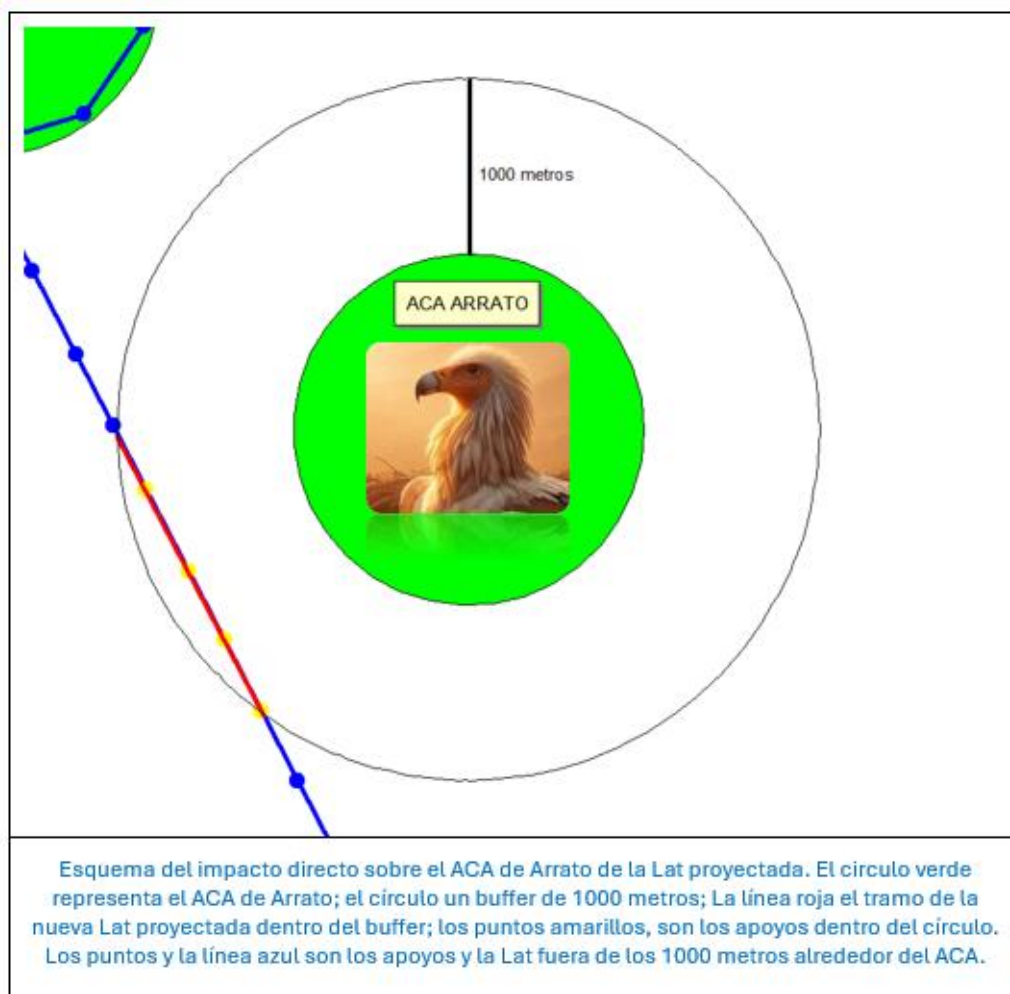 1000 metros
ACA ARRATO
Esquema del impacto directo sobre el ACA de Arrato de la Lat proyectada. El circulo verde
representa el ACA de Arrato; el círculo un buffer de 1000 metros; La línea roja el tramo de la
nueva Lat proyectada dentro del buffer; los puntos amarillos, son los apoyos dentro del círculo.
Los puntos y la línea azul son los apoyos y la Lat fuera de los 1000 metros alrededor del ACA.